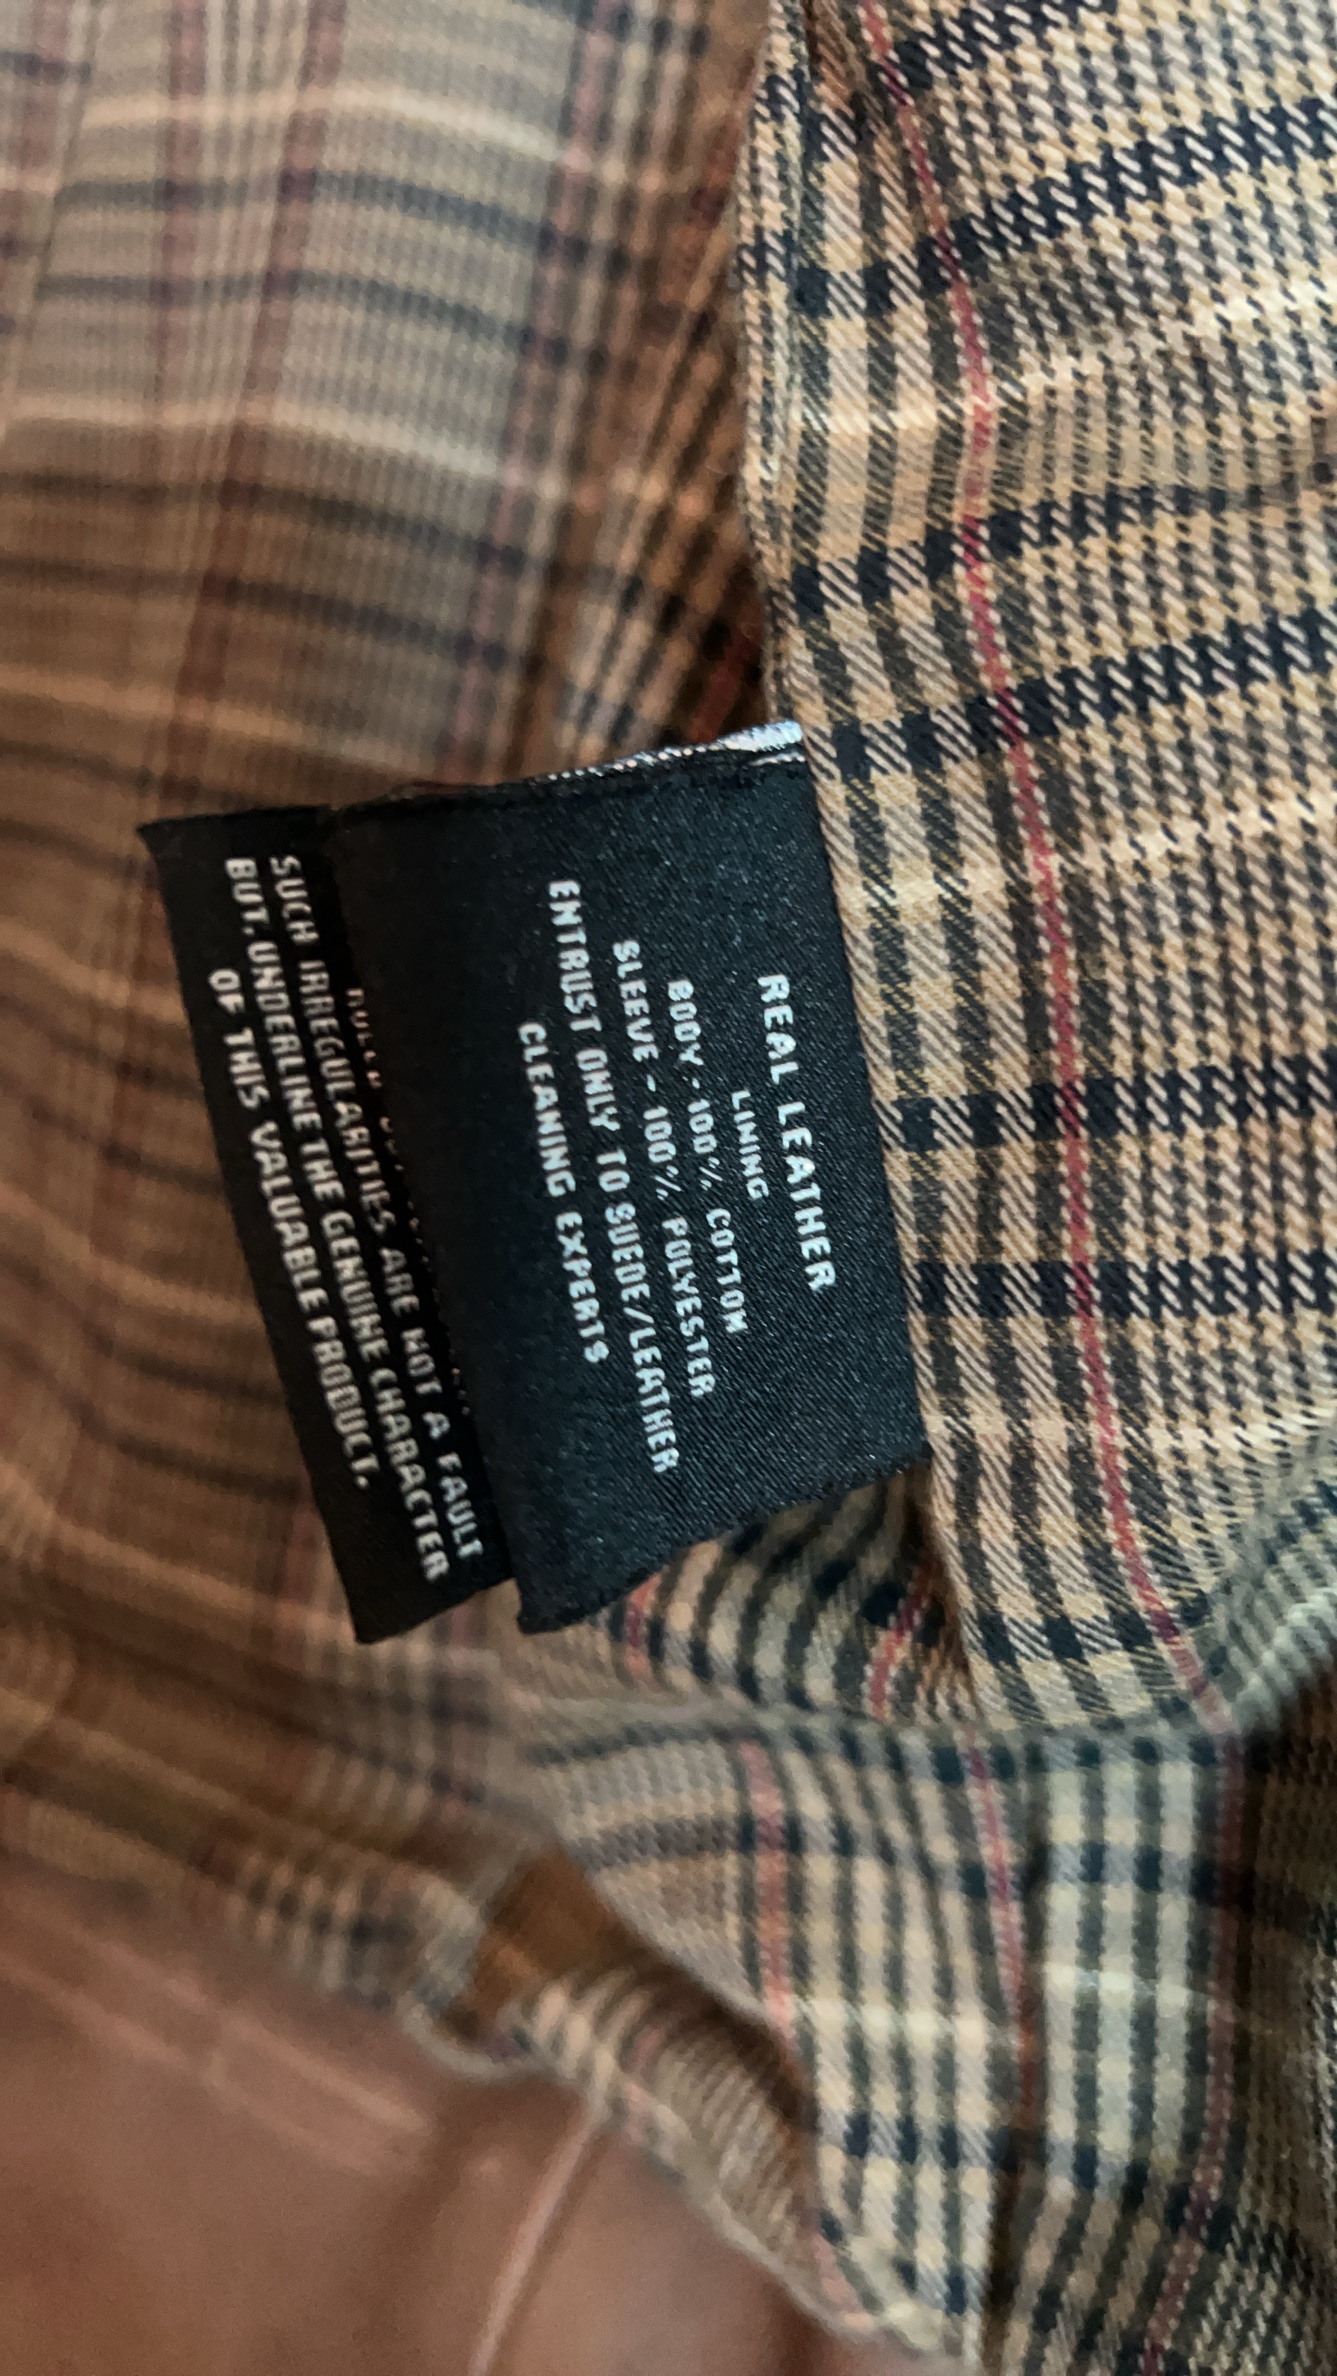 REAL LEATHER
LINING
BODY - 100% COTTON
SLEEVE - 100% POLYESTER
ENTRUST ONLY TO SUEDE/LEATHER
CLEANING EXPERTS
SUCH IRREGULARITIES ARE NOT A FAULT
BUT, UNDERLINE THE GENUINE CHARACTER
OF THIS VALUABLE PRODUCT.